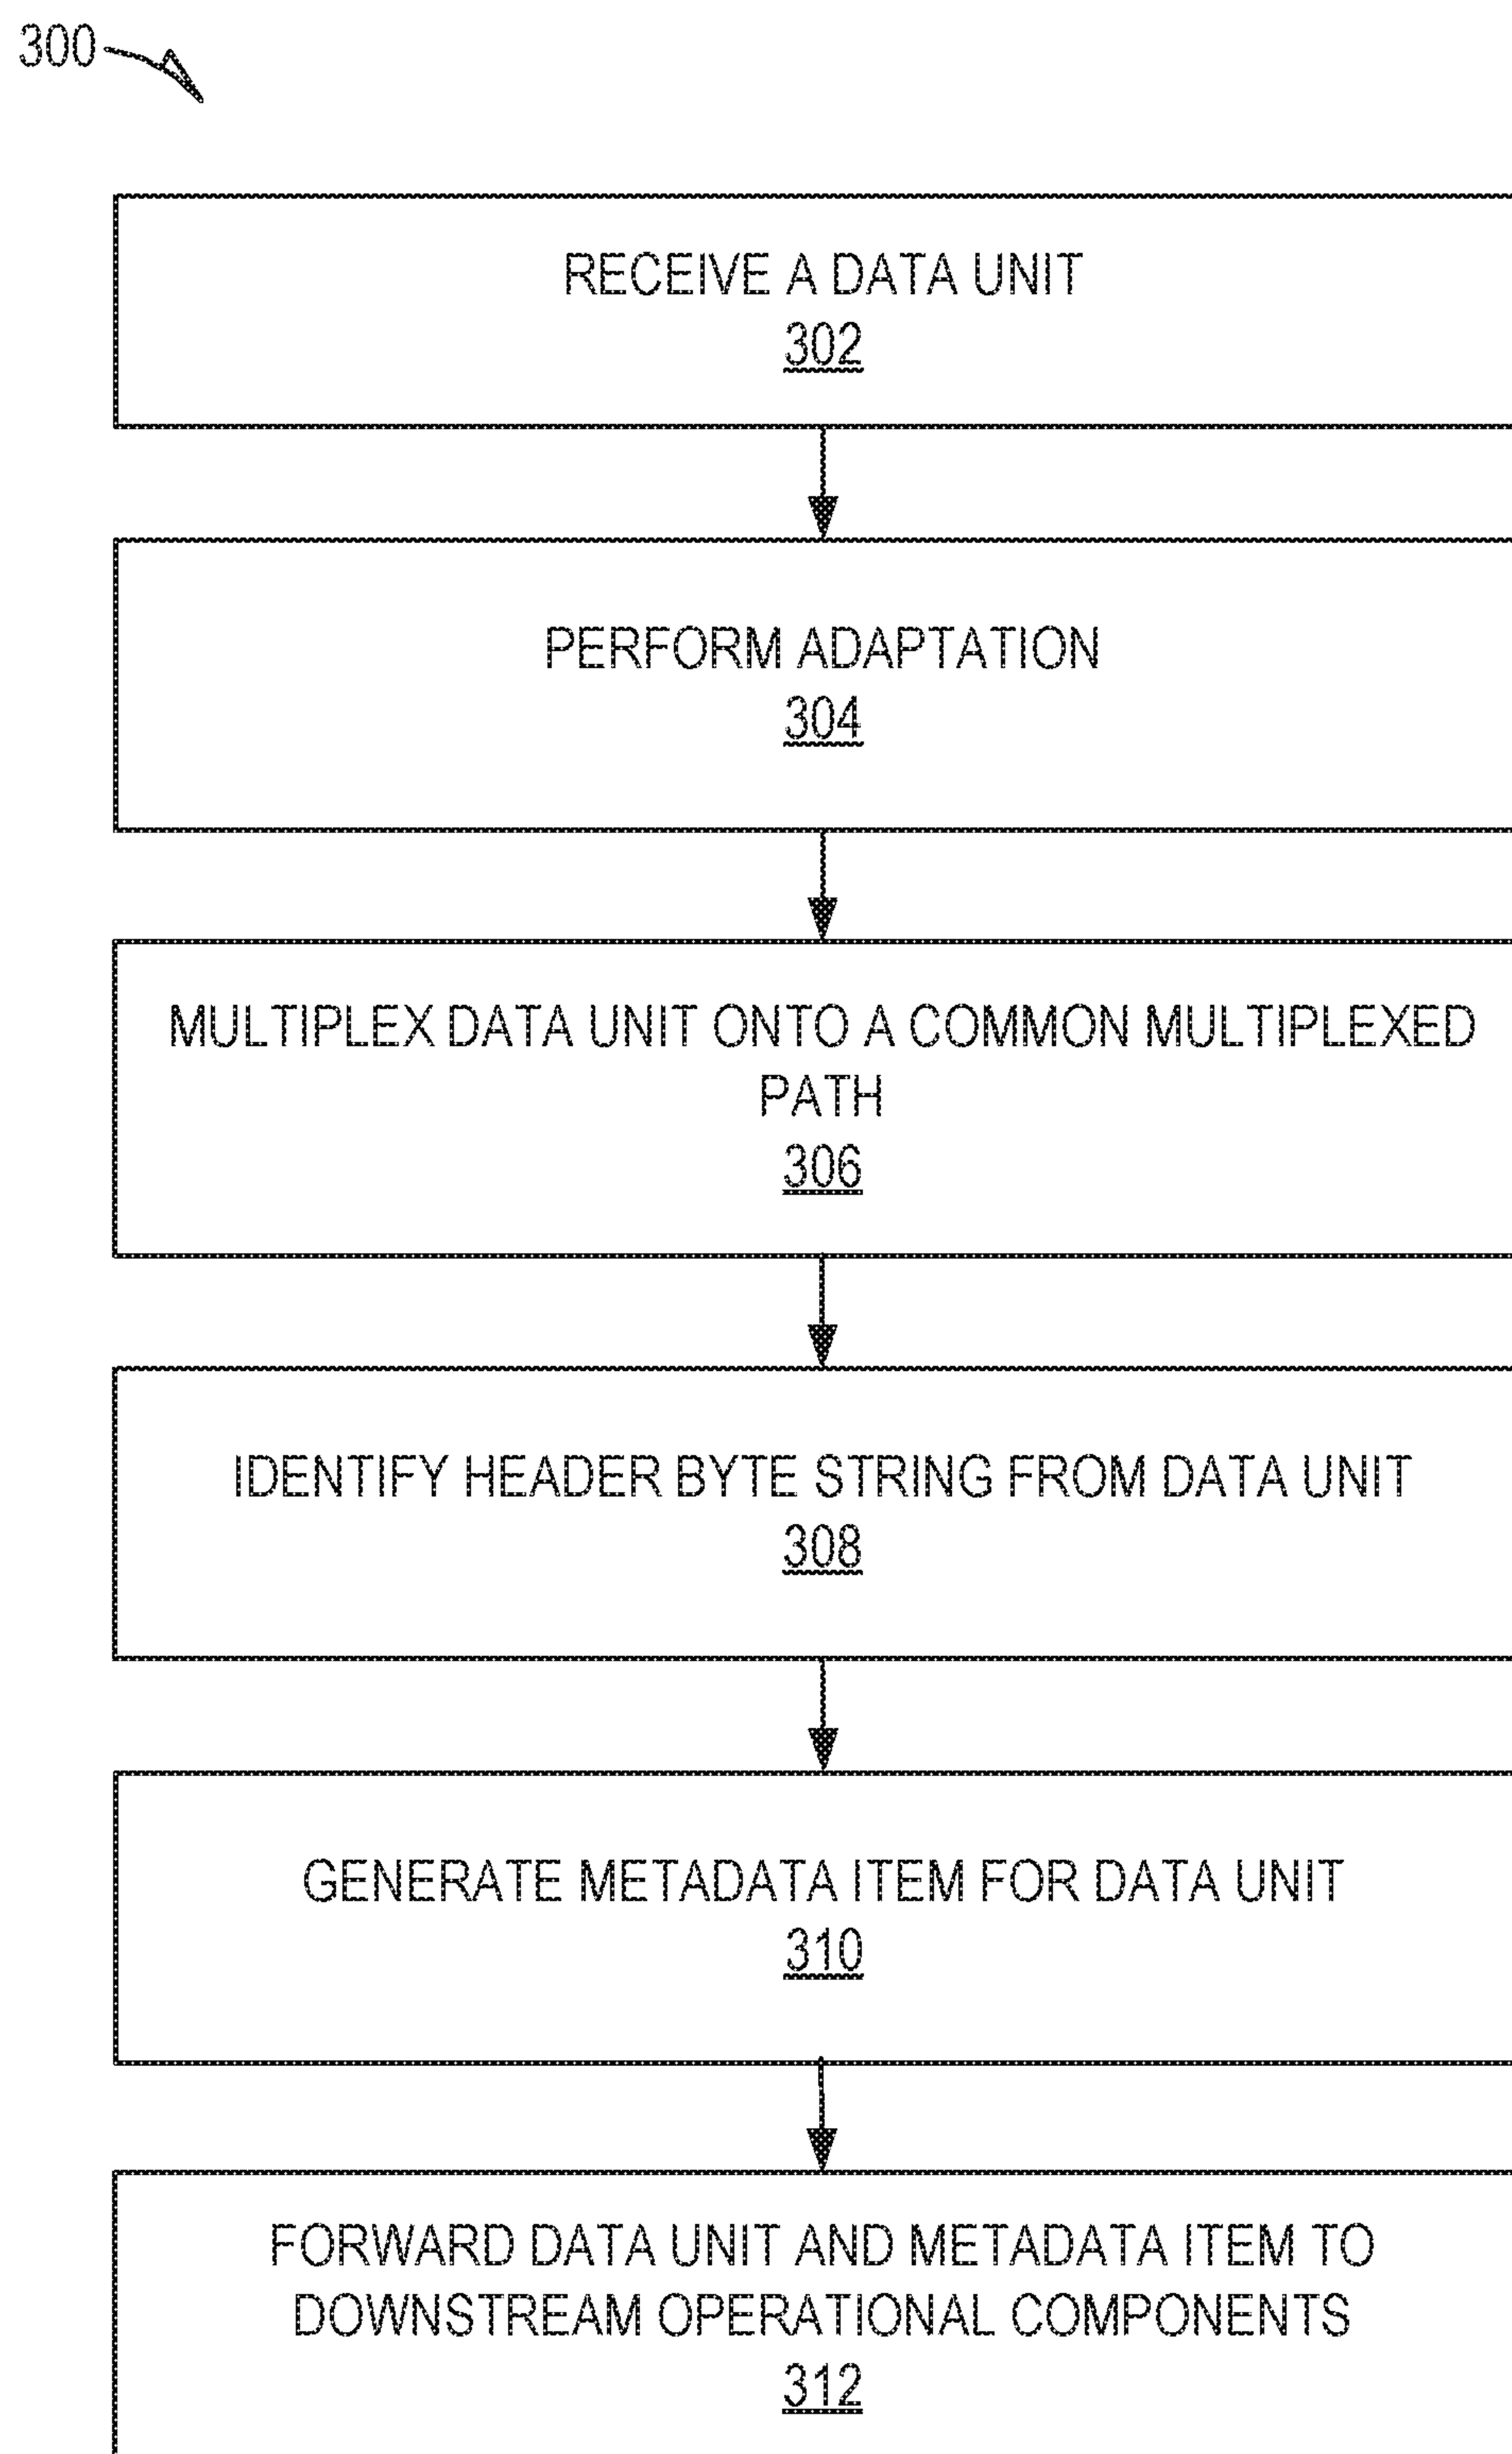 300
RECEIVE A DATA UNIT
302
PERFORM ADAPTATION
304
MULTIPLEX DATA UNIT ONTO A COMMON MULTIPLEXED
PATH
306
IDENTIFY HEADER BYTE STRING FROM DATA UNIT
308
GENERATE METADATA ITEM FOR DATA UNIT
310
FORWARD DATA UNIT AND METADATA ITEM TO
DOWNSTREAM OPERATIONAL COMPONENTS
312